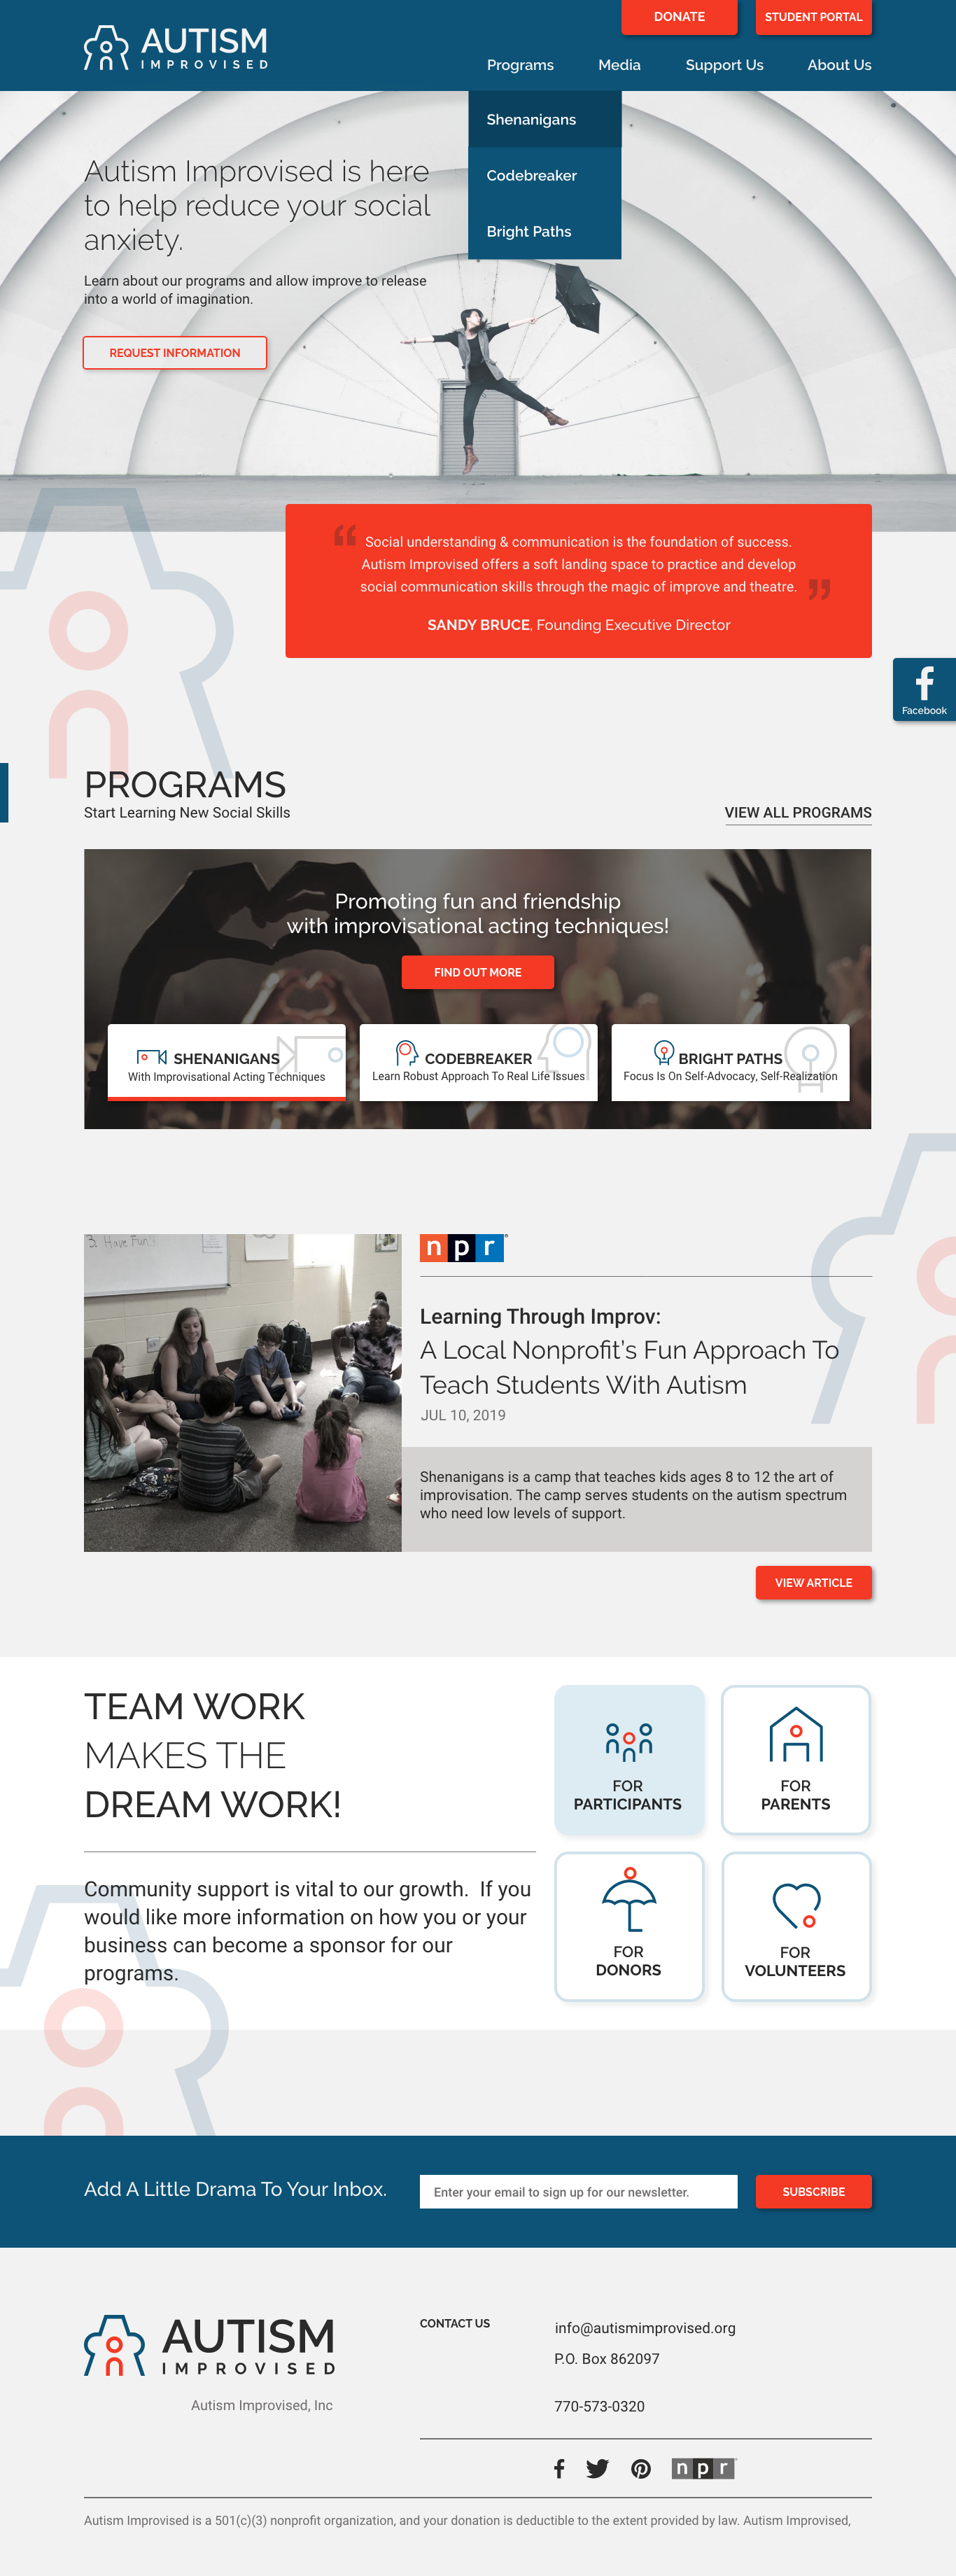 DONATE
STUDENT PORTAL
AUTISM
IMPROVISED
Programs
Media
Support Us
About Us
Shenanigans
Codebreaker
Bright Paths
Autism Improvised is here
to help reduce your social
anxiety.
Learn about our programs and allow improve to release
into a world of imagination.
REQUEST INFORMATION
“ Social understanding & communication is the foundation of success.
Autism Improvised offers a soft landing space to practice and develop
social communication skills through the magic of improve and theatre. ”
SANDY BRUCE, Founding Executive Director
Facebook
PROGRAMS
Start Learning New Social Skills
VIEW ALL PROGRAMS
Promoting fun and friendship
with improvisational acting techniques!
FIND OUT MORE
SHENANIGANS
With Improvisational Acting Techniques
CODEBREAKER
Learn Robust Approach To Real Life Issues
BRIGHT PATHS
Focus Is On Self-Advocacy, Self-Realization
3. Have Fun.
npr
Learning Through Improv:
A Local Nonprofit's Fun Approach To
Teach Students With Autism
JUL 10, 2019
Shenanigans is a camp that teaches kids ages 8 to 12 the art of
improvisation. The camp serves students on the autism spectrum
who need low levels of support.
VIEW ARTICLE
TEAM WORK
MAKES THE
DREAM WORK!
Community support is vital to our growth. If you
would like more information on how you or your
business can become a sponsor for our
programs.
FOR
PARTICIPANTS
FOR
PARENTS
FOR
DONORS
FOR
VOLUNTEERS
Add A Little Drama To Your Inbox.
Enter your email to sign up for our newsletter.
SUBSCRIBE
AUTISM
IMPROVISED
Autism Improvised, Inc
CONTACT US
info@autismimprovised.org
P.O. Box 862097
770-573-0320
npr
Autism Improvised is a 501(c)(3) nonprofit organization, and your donation is deductible to the extent provided by law. Autism Improvised,